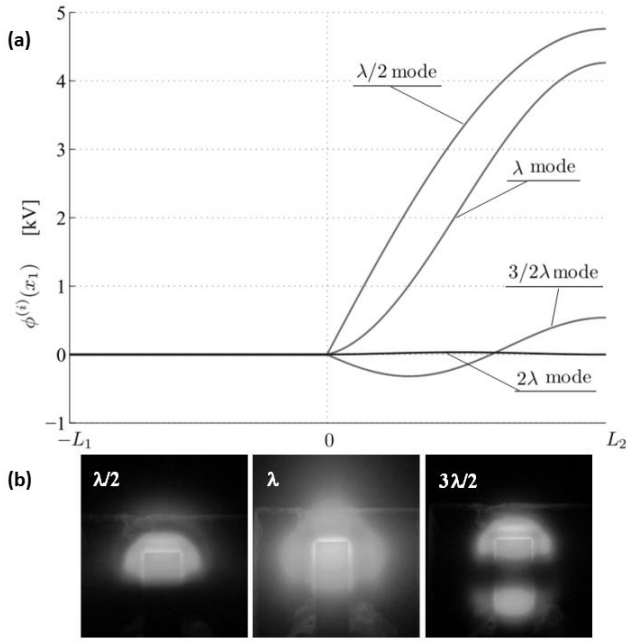 (a)
5
4
3
2
1
0
−1
ϕ⁽ⁱ⁾(x₁) [kV]
λ/2 mode
λ mode
3/2λ mode
2λ mode
−L₁ 0 L₂
(b)
λ/2 λ 3λ/2